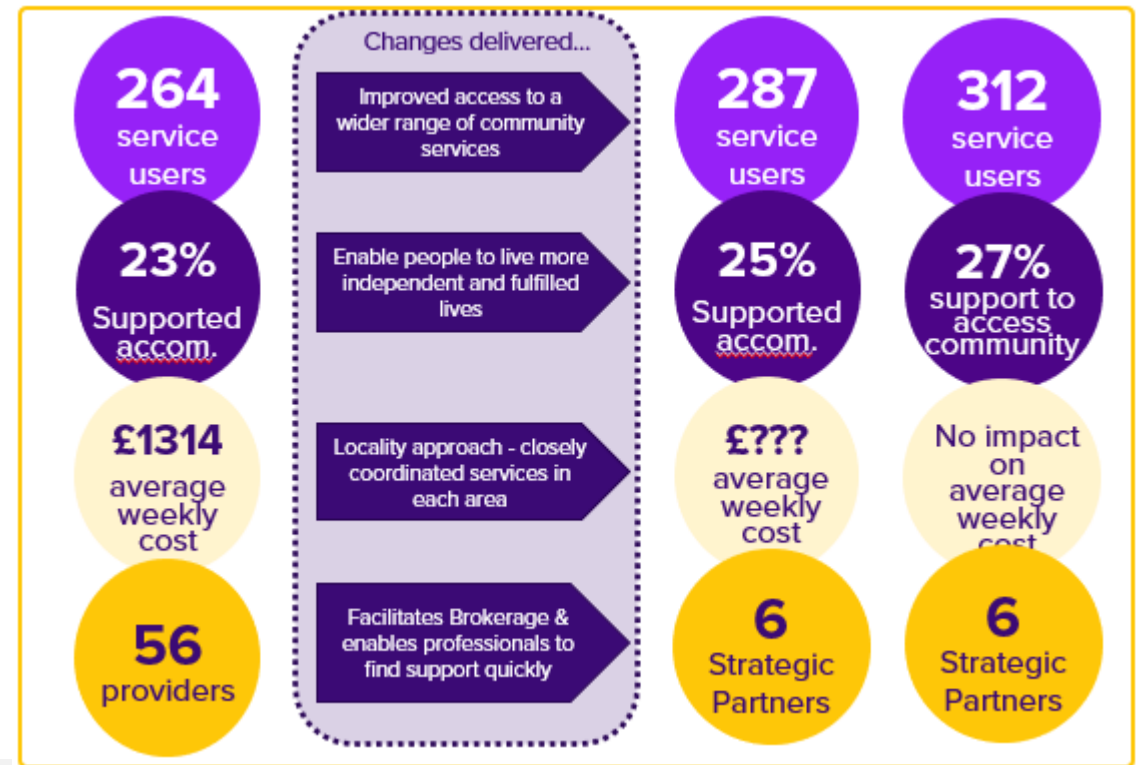 264
service
users
23%
Supported
accom.
£1314
average
weekly
cost
56
providers
Changes delivered...
Improved access to a
wider range of community
services
Enable people to live more
independent and fulfilled
lives
Locality approach - closely
coordinated services in
each area
Facilitates Brokerage &
enables professionals to
find support quickly
287
service
users
25%
Supported
accom.
£???
average
weekly
cost
6
Strategic
Partners
312
service
users
27%
support to
access
community
No impact
on
average
weekly
cost
6
Strategic
Partners